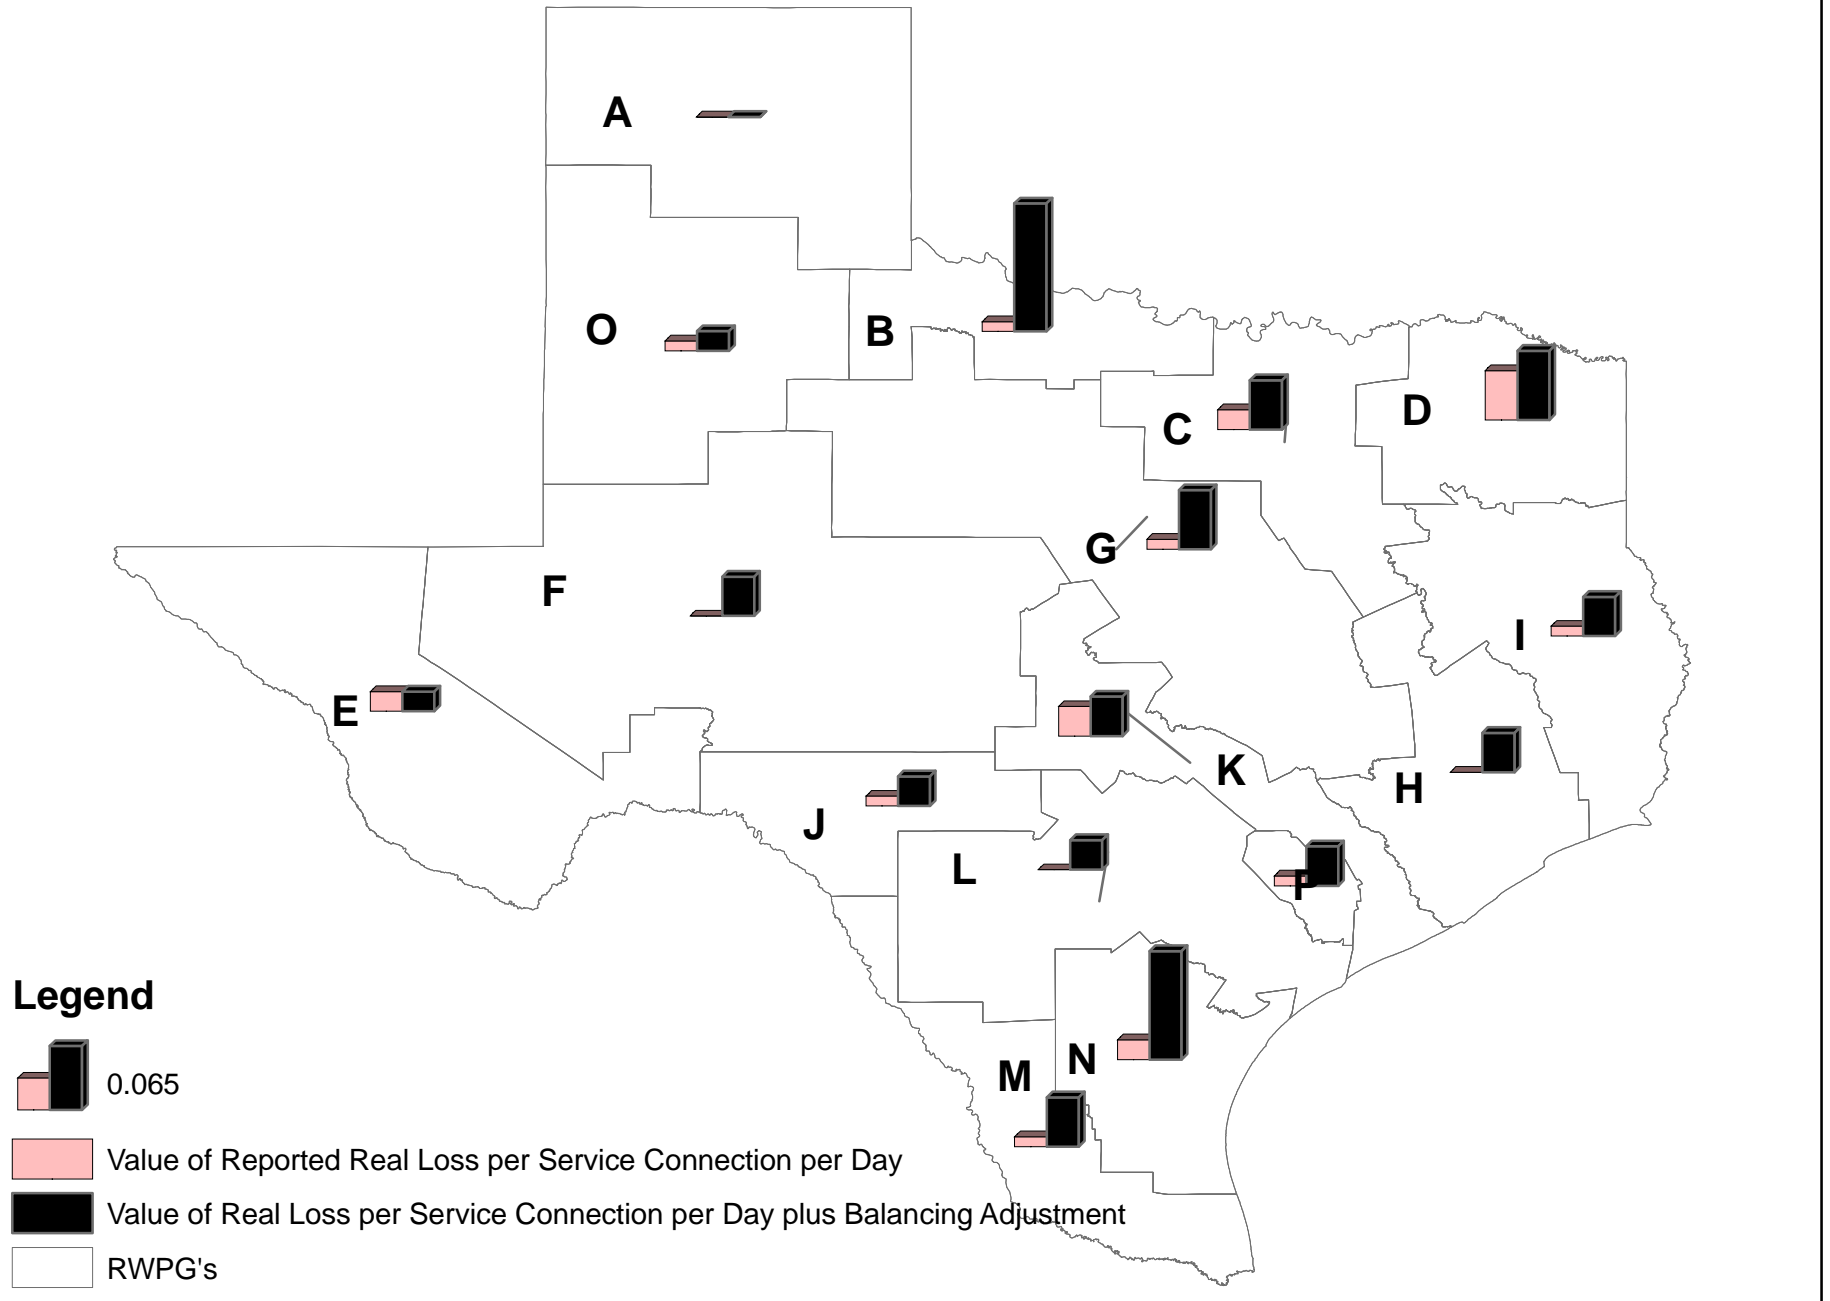 A
O
B
C
D
G
F
I
E
K
H
J
L
P
N
M
Legend
0.065
Value of Reported Real Loss per Service Connection per Day
Value of Real Loss per Service Connection per Day plus Balancing Adjustment
RWPG's